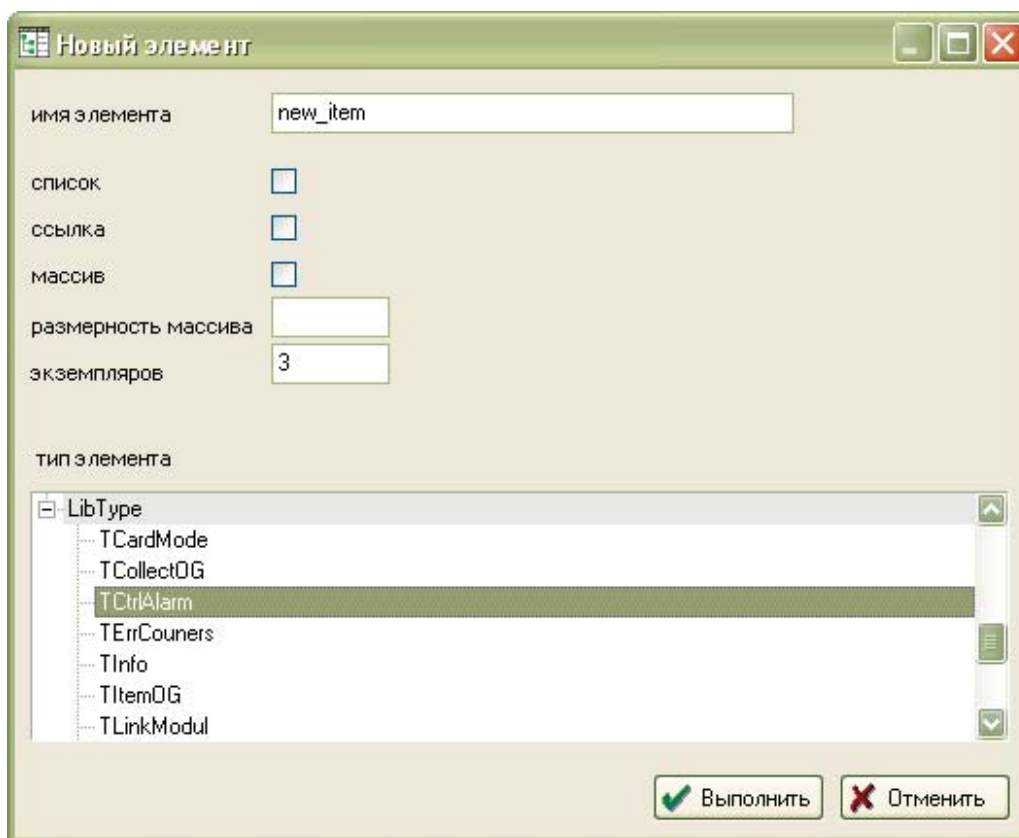 Новый элемент
имя элемента new_item
список
ссылка
массив
размерность массива
экземпляров 3
тип элемента
LibType
TCardMode
TCollectOG
TCtrlAlarm
TErrCouners
TInfo
TItemOG
TLinkModul
Выполнить Отменить